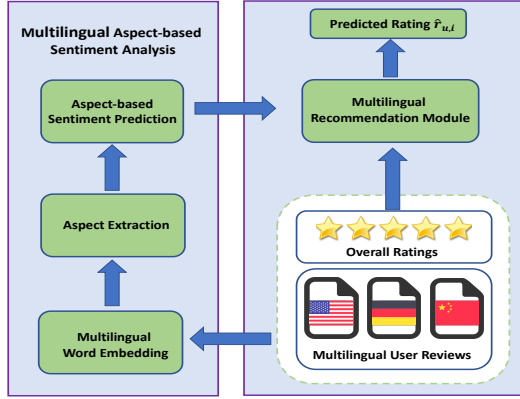 Multilingual Aspect-based
Sentiment Analysis
Aspect-based
Sentiment Prediction
Aspect Extraction
Multilingual
Word Embedding
Predicted Rating r̂u,i
Multilingual
Recommendation Module
Overall Ratings
Multilingual User Reviews